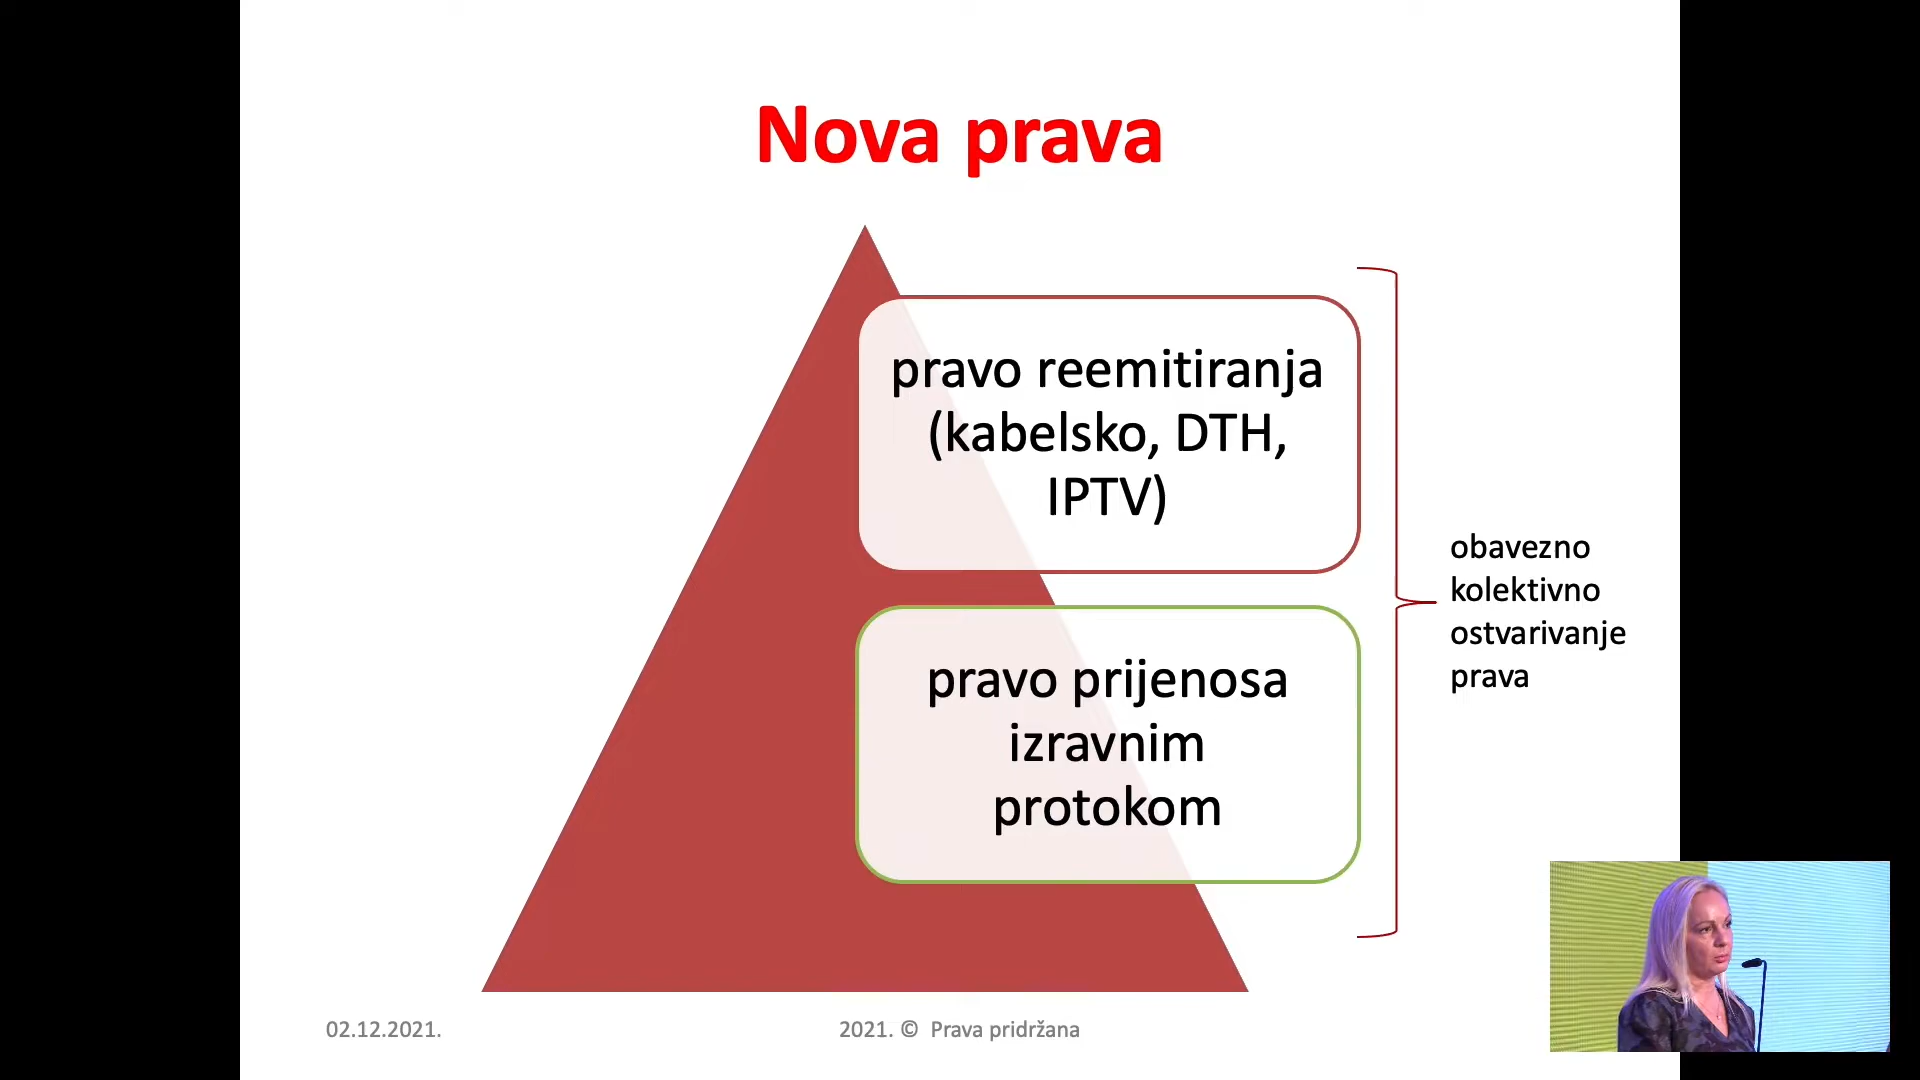 Nova prava
pravo reemitiranja
(kabelsko, DTH,
IPTV)
pravo prijenosa
izravnim
protokom
obavezno
kolektivno
ostvarivanje
prava
02.12.2021.
2021. © Prava pridržana